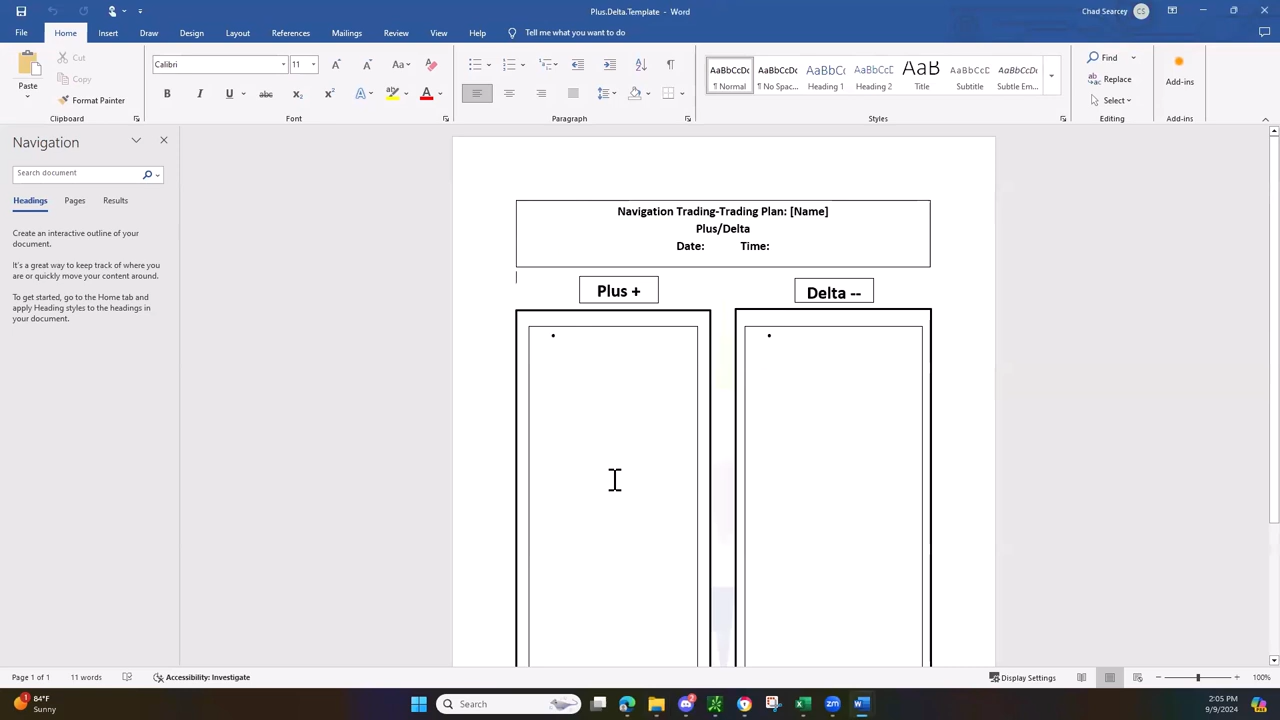 Plus.Delta.Template - Word
Chad Searcey CS
File Home Insert Draw Design Layout References Mailings Review View Help Tell me what you want to do
Paste
Cut
Copy
Format Painter
Clipboard
Calibri 11
Font
Paragraph
AaBbCcDc AaBbCcDc AaBbCc AaBbCcD AaB AaBbCcD AaBbCcDc
¶ Normal ¶ No Spac... Heading 1 Heading 2 Title Subtitle Subtle Em...
Styles
Find
Replace
Select
Editing
Add-ins
Add-ins
Navigation
Search document
Headings Pages Results
Create an interactive outline of your
document.
It's a great way to keep track of where you
are or quickly move your content around.
To get started, go to the Home tab and
apply Heading styles to the headings in
your document.
Navigation Trading-Trading Plan: [Name]
Plus/Delta
Date: Time:
Plus +
Delta --
Page 1 of 1 11 words Accessibility: Investigate
Display Settings 100%
84°F
Sunny
Search
2:05 PM
9/9/2024